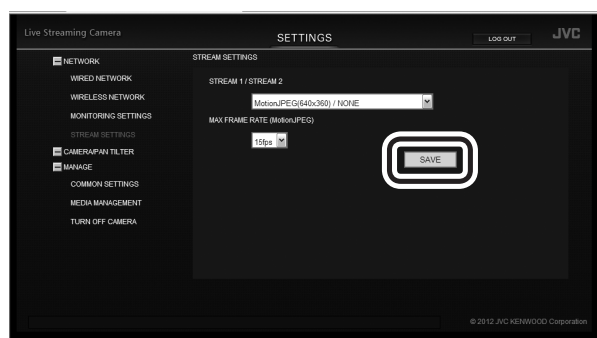 Live Streaming Camera
SETTINGS
LOG OUT
JVC
NETWORK
WIRED NETWORK
WIRELESS NETWORK
MONITORING SETTINGS
STREAM SETTINGS
CAMERA/PAN TILTER
MANAGE
COMMON SETTINGS
MEDIA MANAGEMENT
TURN OFF CAMERA
STREAM SETTINGS
STREAM 1 / STREAM 2
MotionJPEG(640x360) / NONE
MAX FRAME RATE (MotionJPEG)
15fps
SAVE
© 2012 JVC KENWOOD Corporation